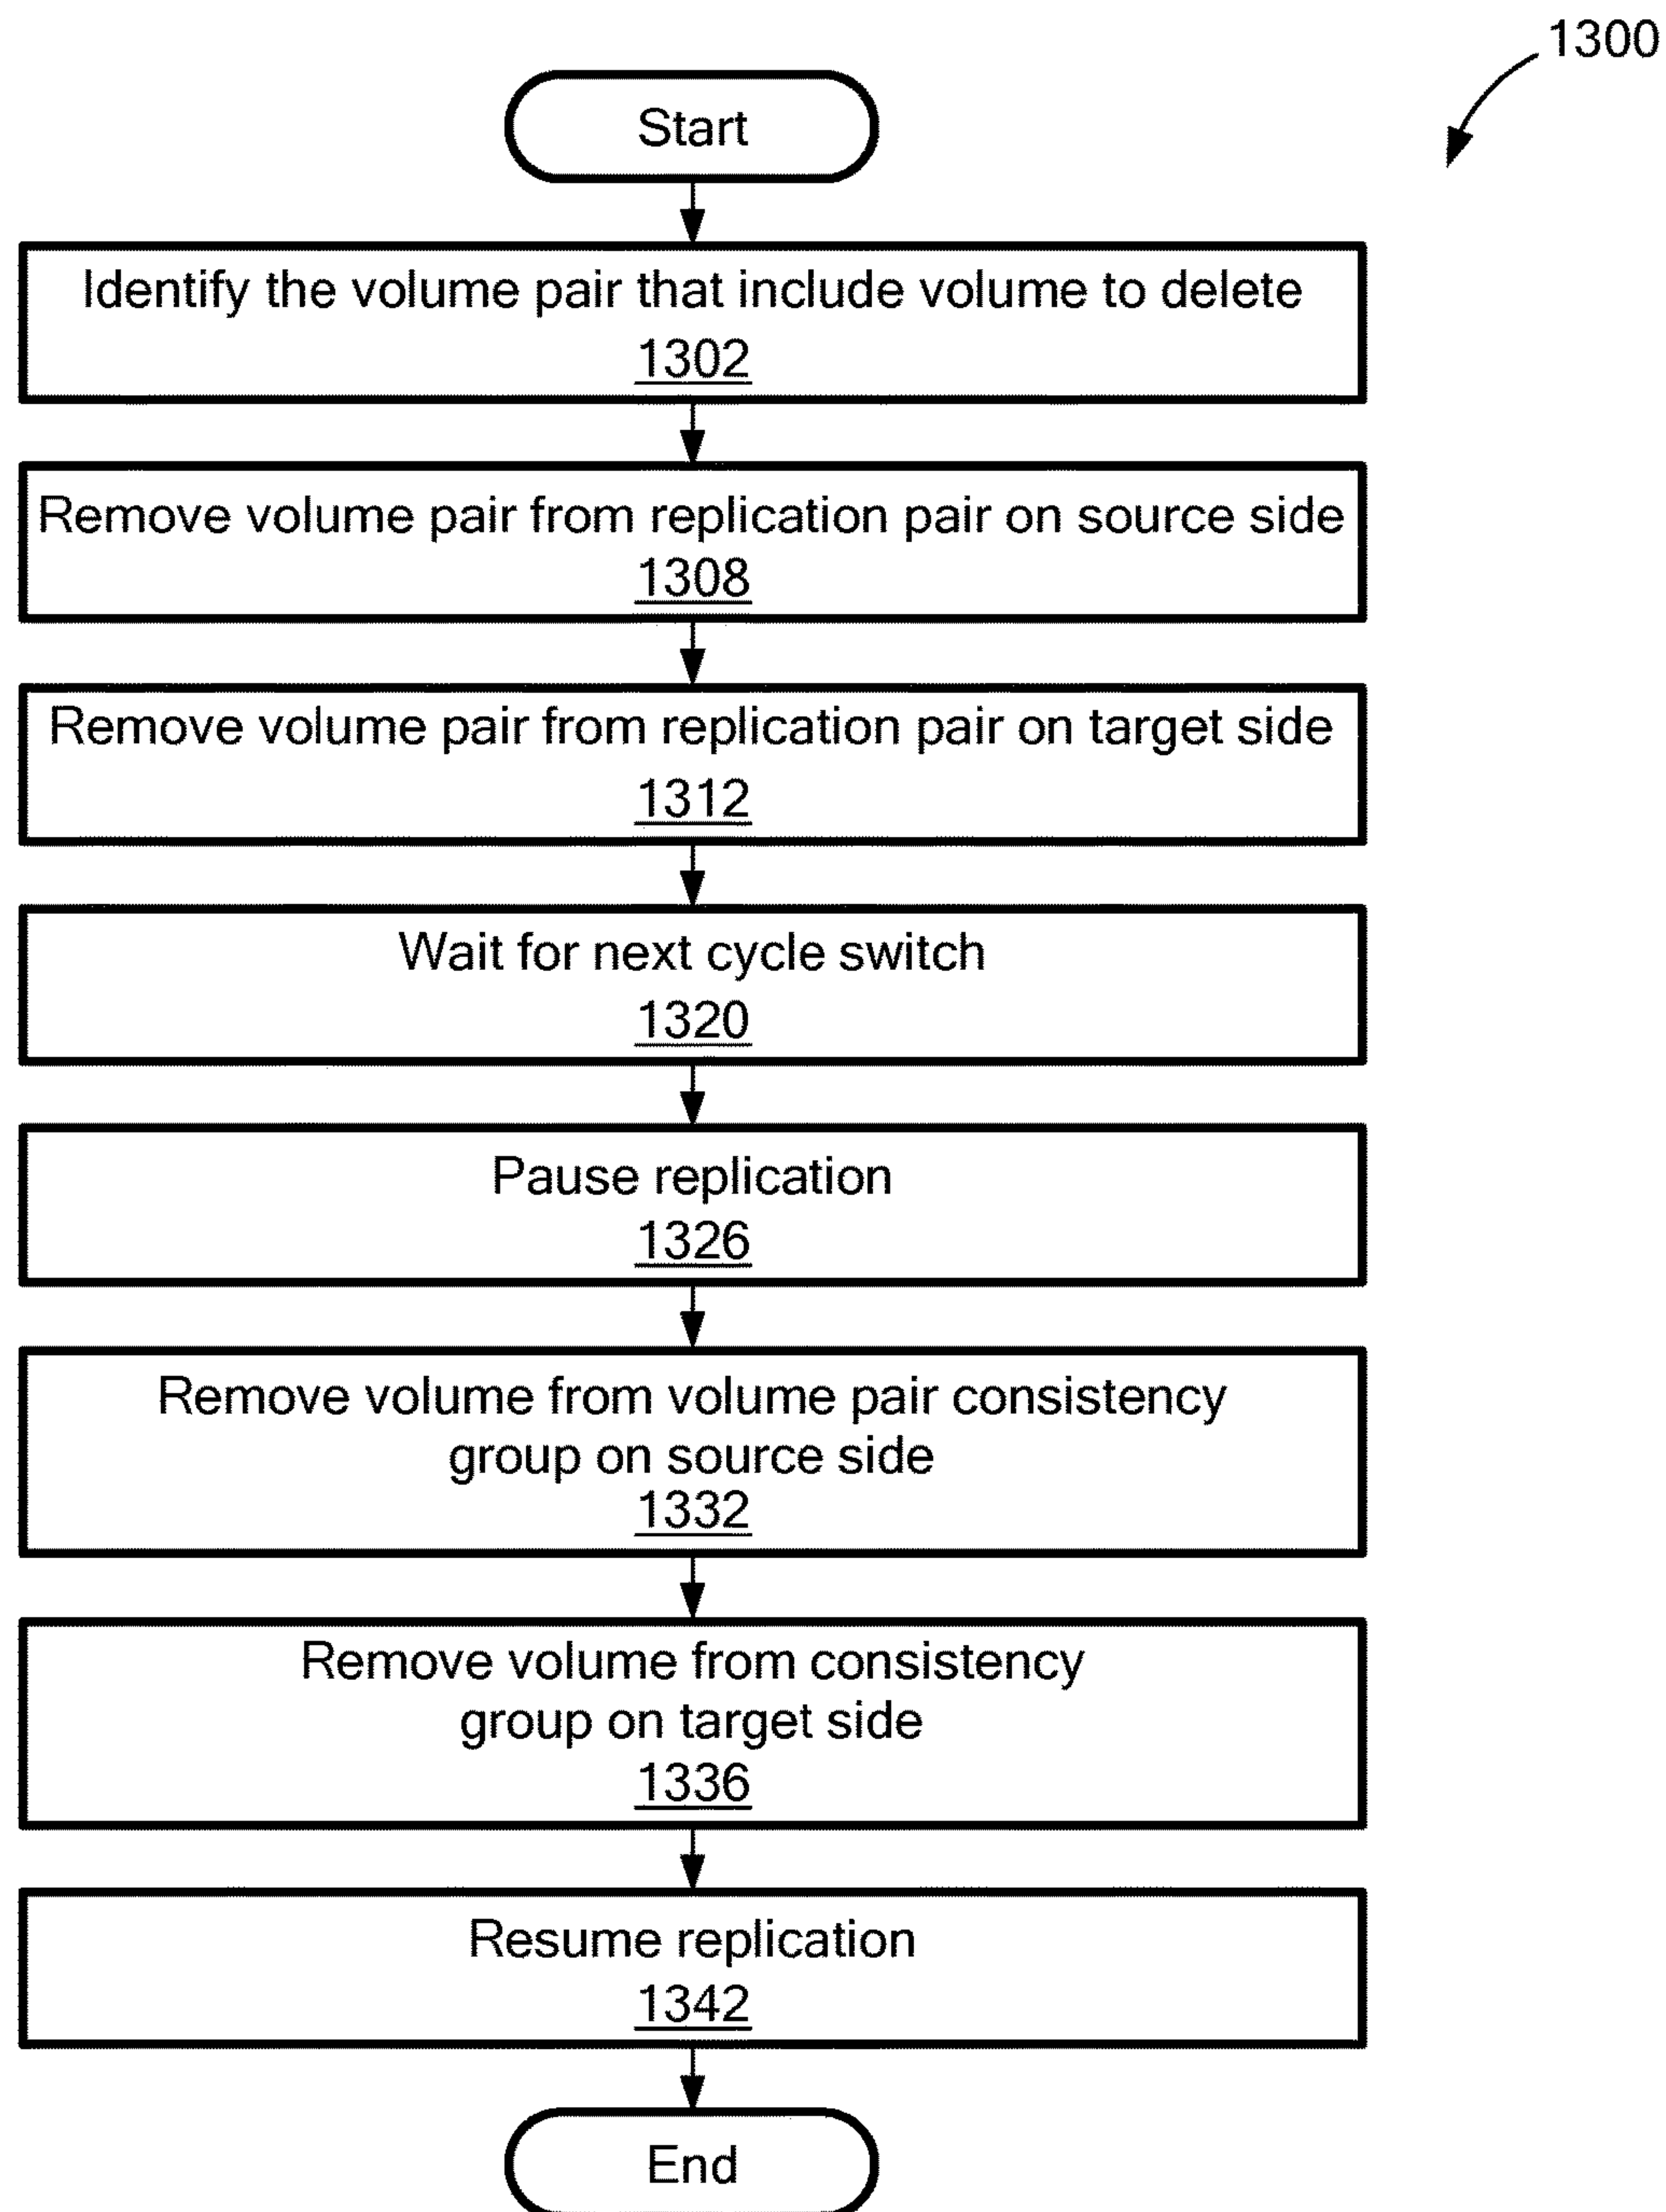 1300
Start
Identify the volume pair that include volume to delete
1302
Remove volume pair from replication pair on source side
1308
Remove volume pair from replication pair on target side
1312
Wait for next cycle switch
1320
Pause replication
1326
Remove volume from volume pair consistency
group on source side
1332
Remove volume from consistency
group on target side
1336
Resume replication
1342
End